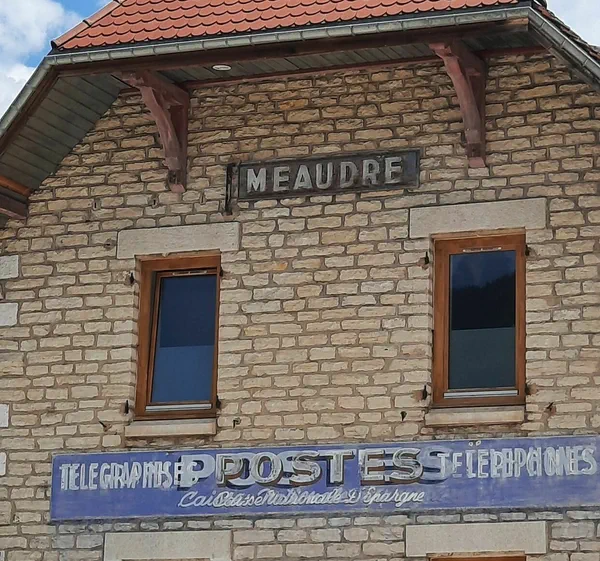 MEAUDRE
TELEGRAPHES POSTES TELEPHONES
Caisse Nationale D'Epargne